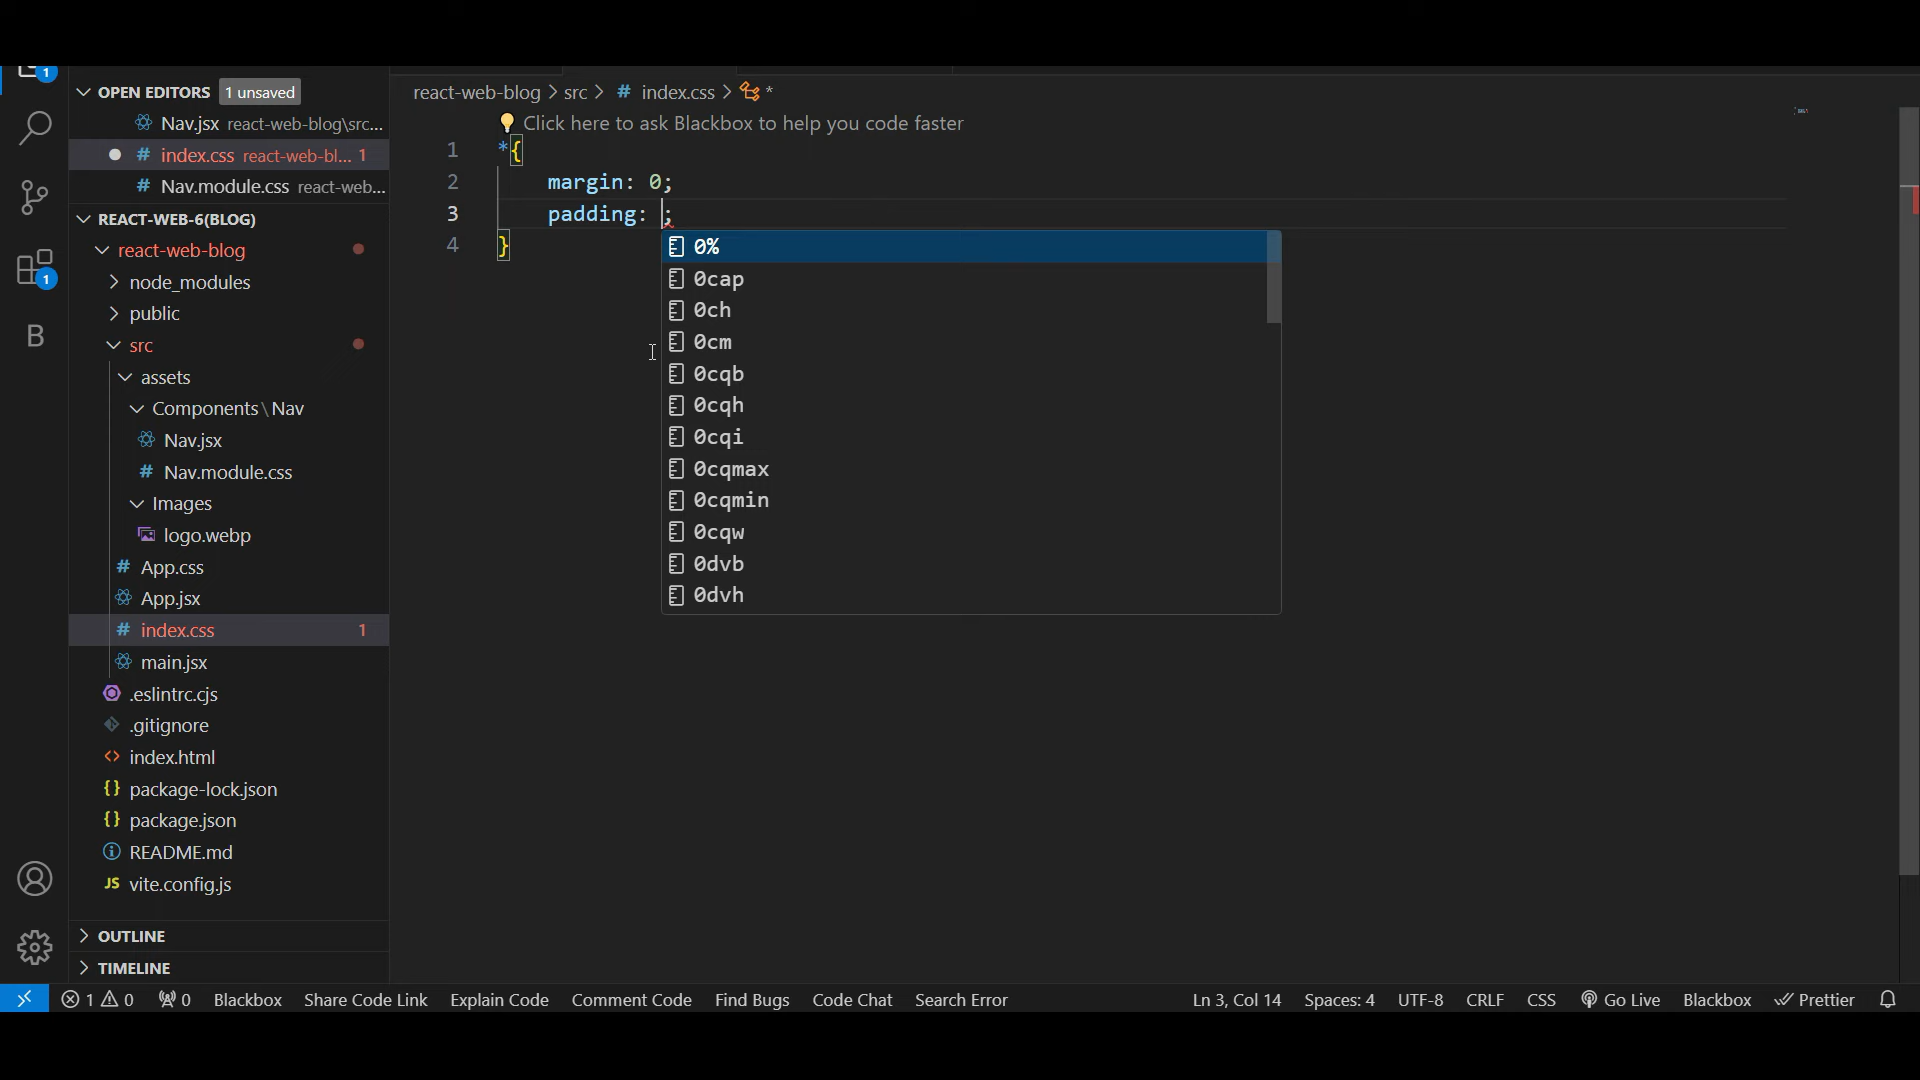 1
OPEN EDITORS 1 unsaved
Nav.jsx react-web-blog\src...
# index.css react-web-bl... 1
# Nav.module.css react-web...
REACT-WEB-6(BLOG)
react-web-blog
node_modules
public
src
assets
Components\Nav
Nav.jsx
# Nav.module.css
Images
logo.webp
# App.css
App.jsx
# index.css 1
main.jsx
.eslintrc.cjs
.gitignore
<> index.html
{} package-lock.json
{} package.json
README.md
JS vite.config.js
OUTLINE
TIMELINE
1
B
react-web-blog > src > # index.css > *
Click here to ask Blackbox to help you code faster
1 *{
2 margin: 0;
3 padding: ;
4 }
0%
0cap
0ch
0cm
0cqb
0cqh
0cqi
0cqmax
0cqmin
0cqw
0dvb
0dvh
1 0 0 Blackbox Share Code Link Explain Code Comment Code Find Bugs Code Chat Search Error Ln 3, Col 14 Spaces: 4 UTF-8 CRLF CSS Go Live Blackbox Prettier